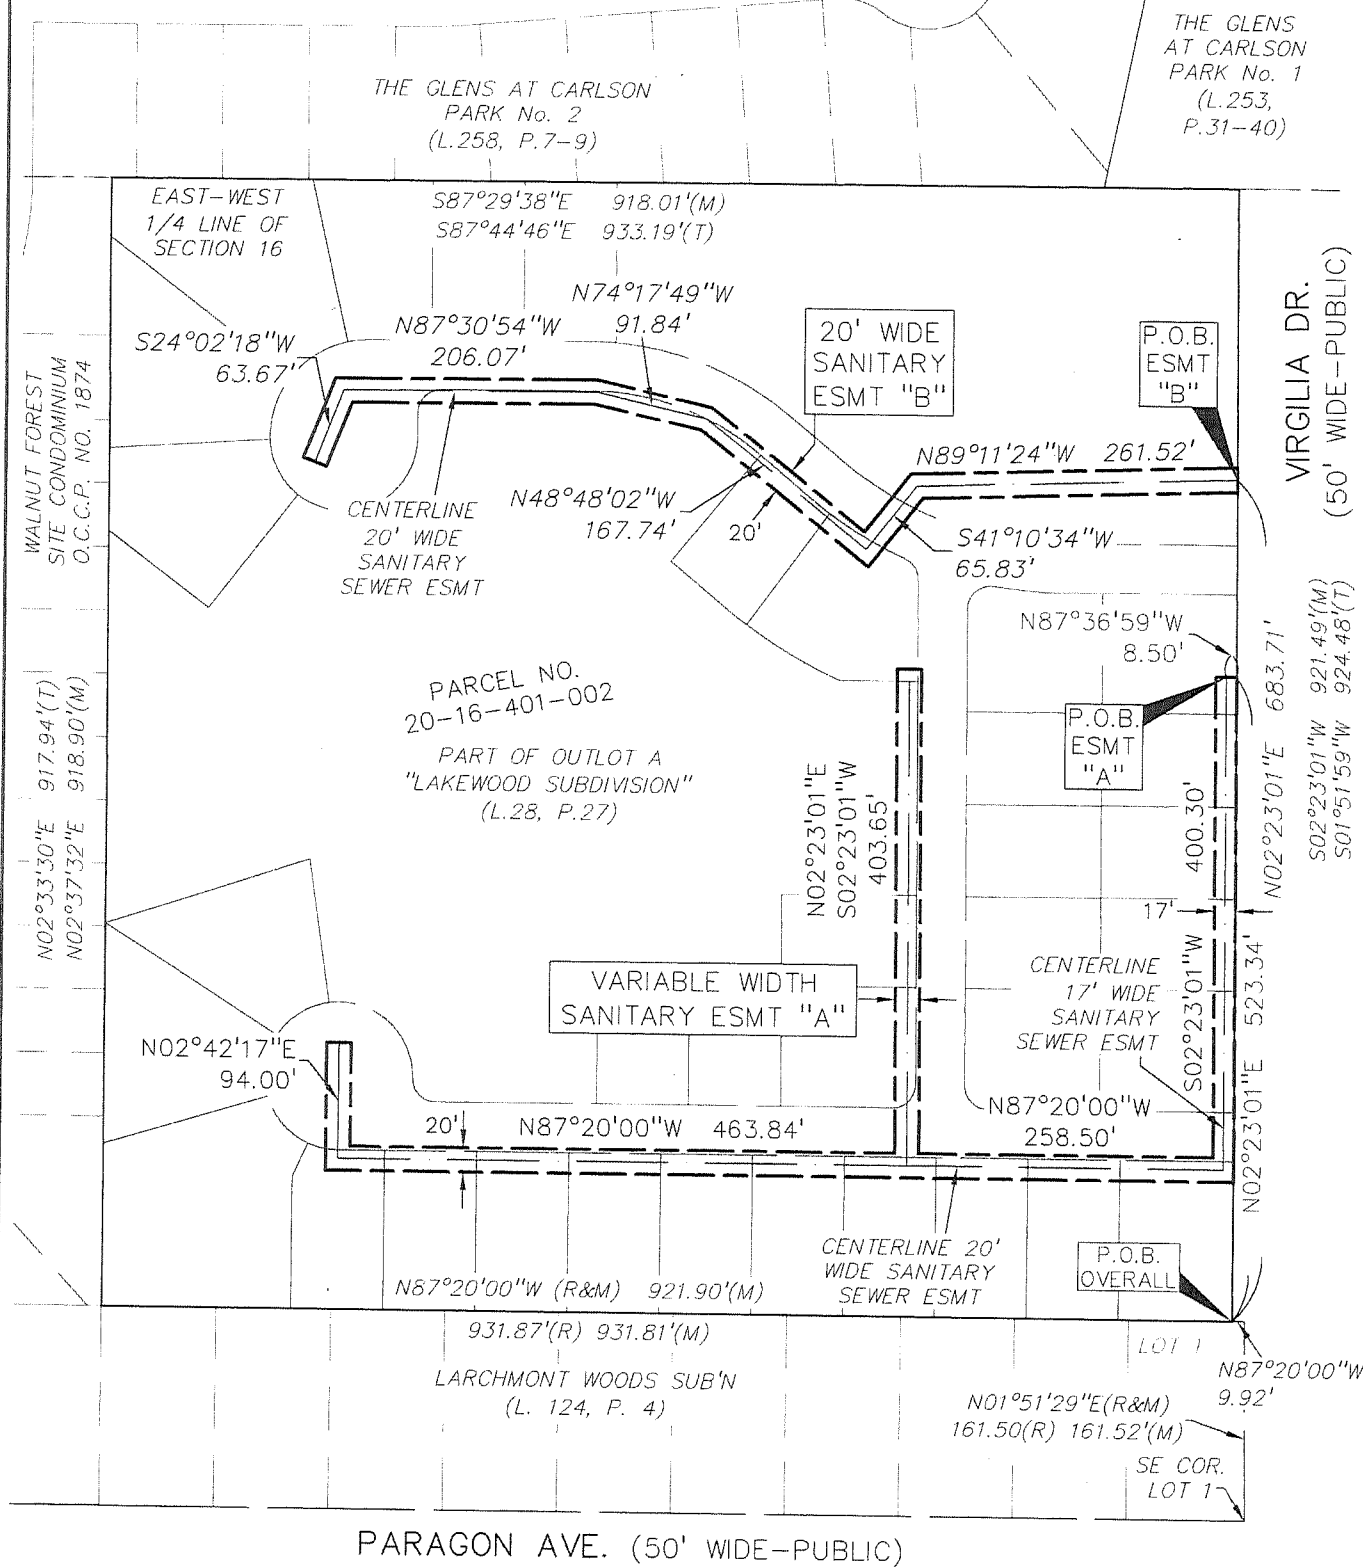 THE GLENS
AT CARLSON
PARK No. 1
(L.253,
P.31-40)
THE GLENS AT CARLSON
PARK No. 2
(L.258, P.7-9)
EAST-WEST
1/4 LINE OF
SECTION 16
S87°29'38"E 918.01'(M)
S87°44'46"E 933.19'(T)
N74°17'49"W
91.84'
N87°30'54"W
206.07'
S24°02'18"W
63.67'
20' WIDE
SANITARY
ESMT "B"
P.O.B.
ESMT
"B"
VIRGILIA DR.
(50' WIDE-PUBLIC)
WALNUT FOREST
SITE CONDOMINIUM
O.C.C.P. NO. 1874
N89°11'24"W 261.52'
N48°48'02"W
167.74'
20'
CENTERLINE
20' WIDE
SANITARY
SEWER ESMT
S41°10'34"W
65.83'
N87°36'59"W
8.50'
PARCEL NO.
20-16-401-002
PART OF OUTLOT A
"LAKEWOOD SUBDIVISION"
(L.28, P.27)
P.O.B.
ESMT
"A"
N02°23'01"E 683.71'
S02°23'01"W 921.49'(M)
S01°51'59"W 924.48'(T)
N02°33'30"E 917.94'(T)
N02°37'32"E 918.90'(M)
N02°23'01"E
S02°23'01"W
403.65'
400.30'
S02°23'01"W
17'
CENTERLINE
17' WIDE
SANITARY
SEWER ESMT
N02°23'01"E 523.34'
VARIABLE WIDTH
SANITARY ESMT "A"
N02°42'17"E
94.00'
20'
N87°20'00"W 463.84'
N87°20'00"W
258.50'
CENTERLINE 20'
WIDE SANITARY
SEWER ESMT
P.O.B.
OVERALL
N87°20'00"W (R&M) 921.90'(M)
931.87'(R) 931.81'(M)
LOT 1
N87°20'00"W
9.92'
LARCHMONT WOODS SUB'N
(L. 124, P. 4)
N01°51'29"E(R&M)
161.50(R) 161.52'(M)
SE COR.
LOT 1
PARAGON AVE. (50' WIDE-PUBLIC)